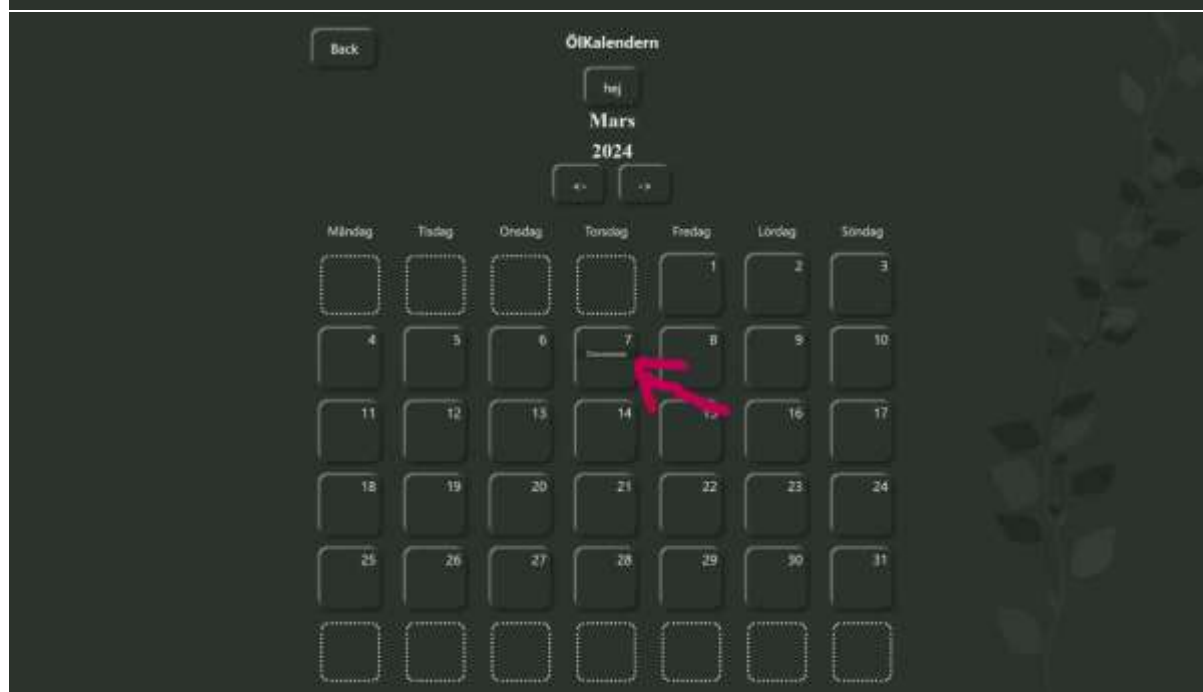 Back
ÖlKalendern
hej
Mars
2024
<- ->
Måndag Tisdag Onsdag Torsdag Fredag Lördag Söndag
1 2 3
4 5 6 7 8 9 10
11 12 13 14 15 16 17
18 19 20 21 22 23 24
25 26 27 28 29 30 31